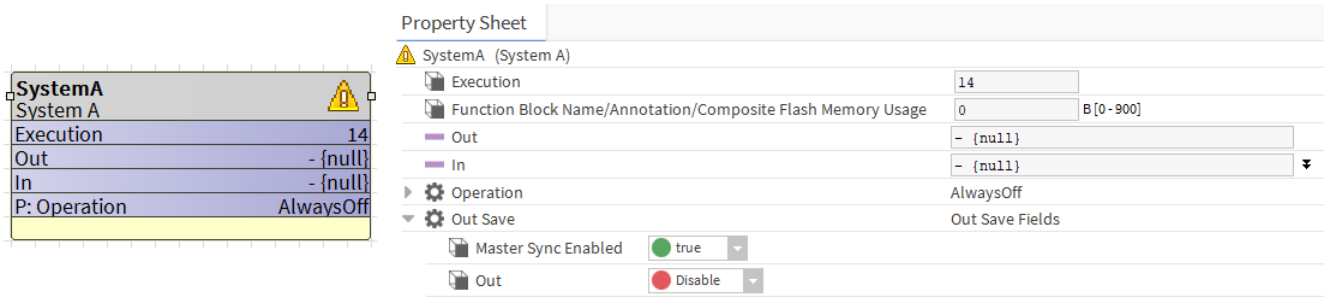 SystemA
System A
Execution 14
Out - {null}
In - {null}
P: Operation AlwaysOff
Property Sheet
SystemA (System A)
Execution 14
Function Block Name/Annotation/Composite Flash Memory Usage 0 B [0 - 900]
Out - {null}
In - {null}
Operation AlwaysOff
Out Save Out Save Fields
Master Sync Enabled true
Out Disable